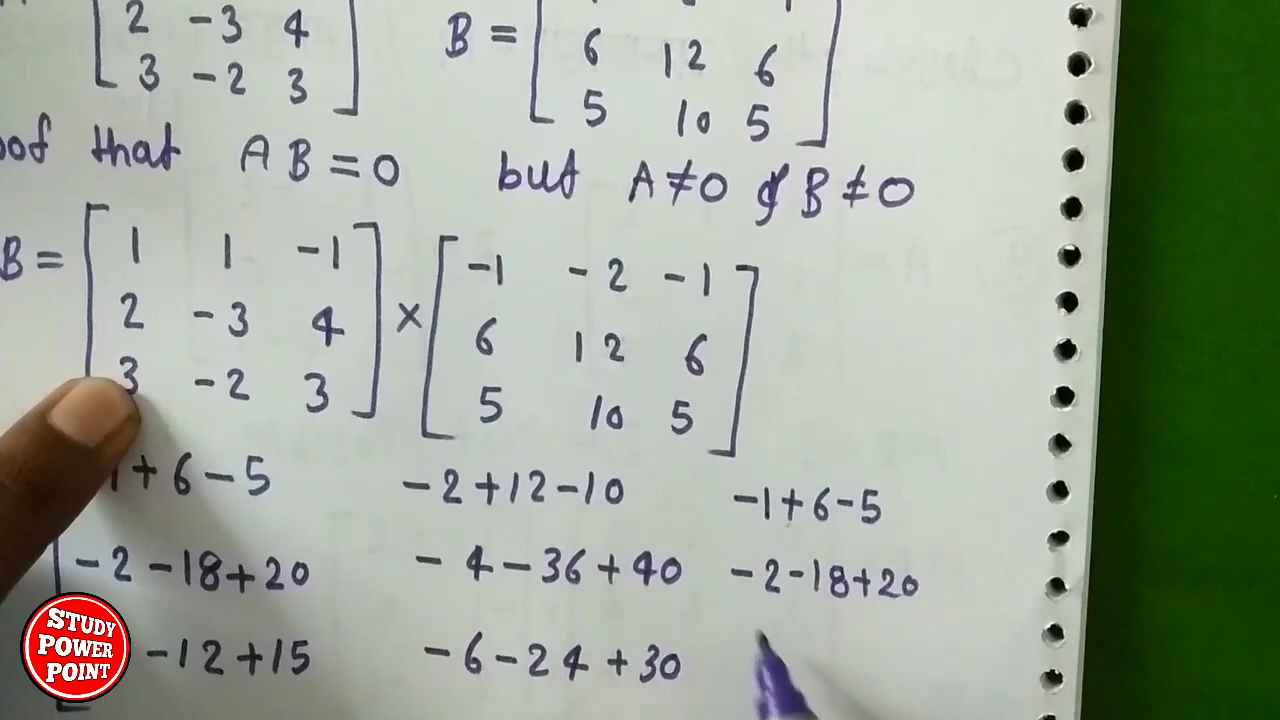 2 -3 4 B = 6 12 6
3 -2 3 5 10 5
that AB = 0 but A ≠ 0 & B ≠ 0
B = [ 1 1 -1 ] × [ -1 -2 -1 ]
2 -3 4 6 12 6
3 -2 3 5 10 5
1+6-5 -2+12-10 -1+6-5
-2-18+20 -4-36+40 -2-18+20
-12+15 -6-24+30
STUDY
POWER
POINT